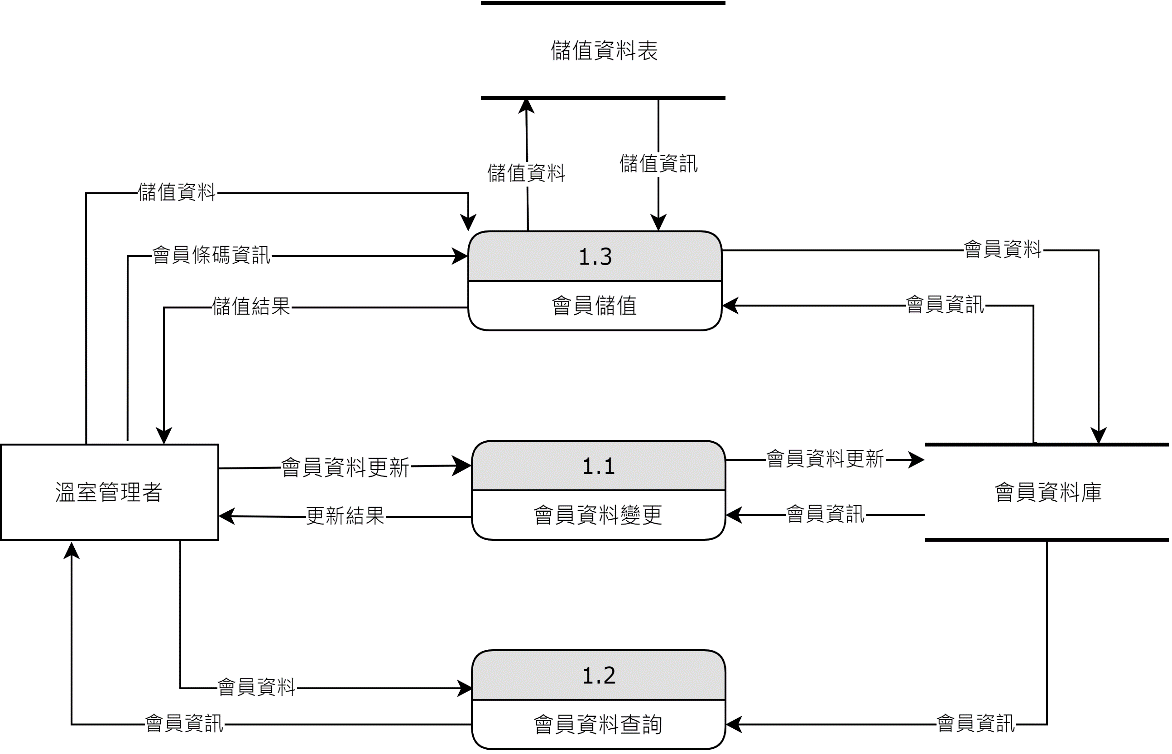 儲值資料表
儲值資料
儲值資訊
儲值資料
會員條碼資訊
儲值結果
1.3
會員儲值
會員資料
會員資訊
溫室管理者
會員資料更新
更新結果
1.1
會員資料變更
會員資料更新
會員資訊
會員資料庫
會員資料
會員資訊
1.2
會員資料查詢
會員資訊